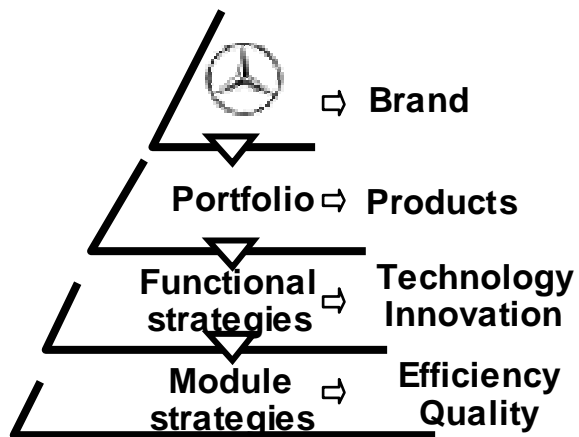 Brand
Portfolio Products
Functional strategies Technology Innovation
Module strategies Efficiency Quality